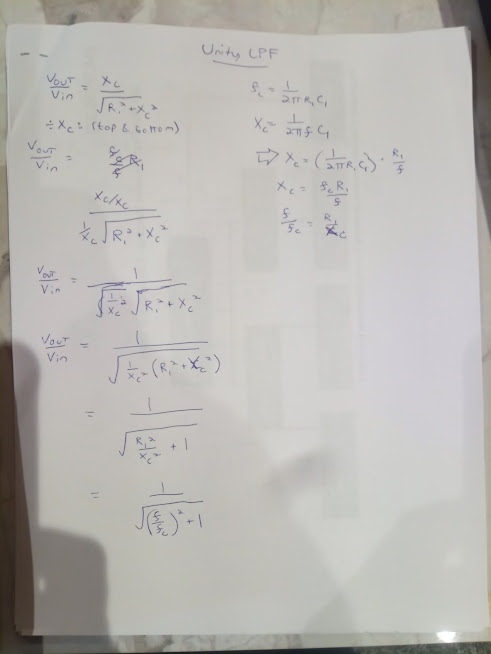 Unity LPF
Vout/Vin = Xc/√(R₁² + Xc²)
÷ Xc : (top & bottom)
Vout/Vin =
Xc/Xc / (1/Xc √(R₁² + Xc²))
Vout/Vin = 1/(√(1/Xc²) √(R₁² + Xc²))
Vout/Vin = 1/√(1/Xc² (R₁² + Xc²))
= 1/√(R₁²/Xc² + 1)
= 1/√((f/fc)² + 1)
fc = 1/(2πR₁C₁)
Xc = 1/(2πfC₁)
⇒ Xc = (1/(2πR₁C₁)) · R₁/f
Xc = fcR₁/f
f/fc = R₁/Xc